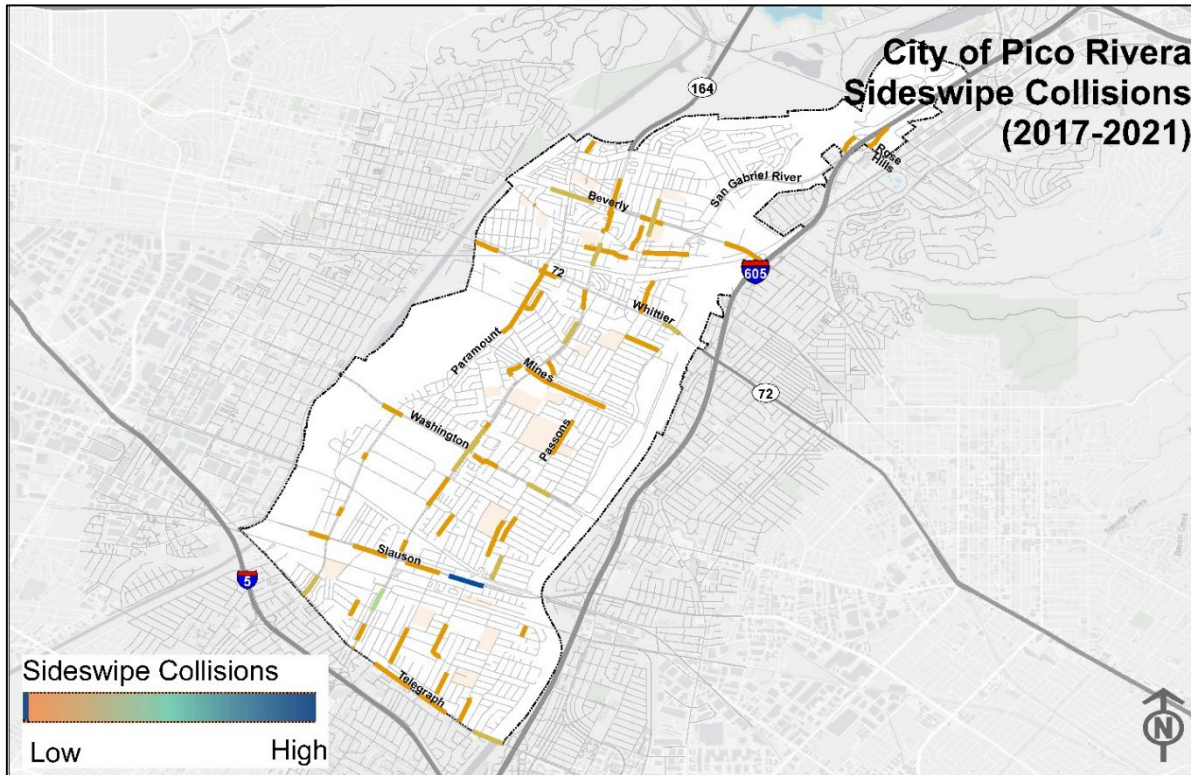 City of Pico Rivera
Sideswipe Collisions
(2017-2021)
164
Rose
Hills
San Gabriel River
Beverly
605
72
Whittier
Paramount
Mines
72
Washington
Passons
Slauson
5
Telegraph
Sideswipe Collisions
Low High
N